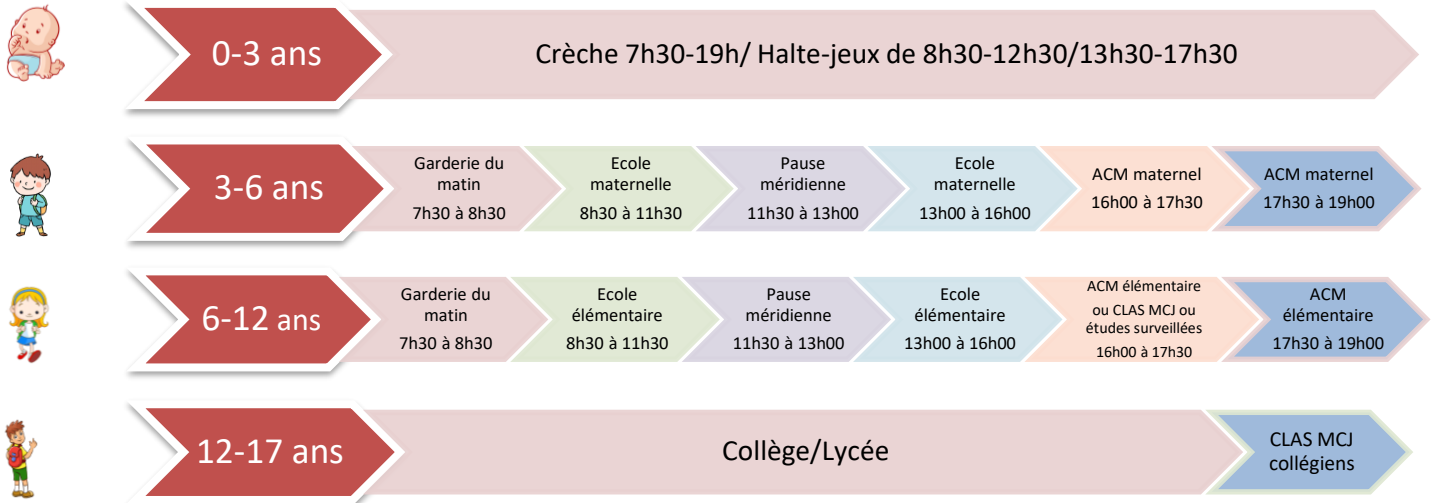 0-3 ans
Crèche 7h30-19h/ Halte-jeux de 8h30-12h30/13h30-17h30
3-6 ans
Garderie du
matin
7h30 à 8h30
Ecole
maternelle
8h30 à 11h30
Pause
méridienne
11h30 à 13h00
Ecole
maternelle
13h00 à 16h00
ACM maternel
16h00 à 17h30
ACM maternel
17h30 à 19h00
6-12 ans
Garderie du
matin
7h30 à 8h30
Ecole
élémentaire
8h30 à 11h30
Pause
méridienne
11h30 à 13h00
Ecole
élémentaire
13h00 à 16h00
ACM élémentaire
ou CLAS MCJ ou
études surveillées
16h00 à 17h30
ACM
élémentaire
17h30 à 19h00
12-17 ans
Collège/Lycée
CLAS MCJ
collégiens